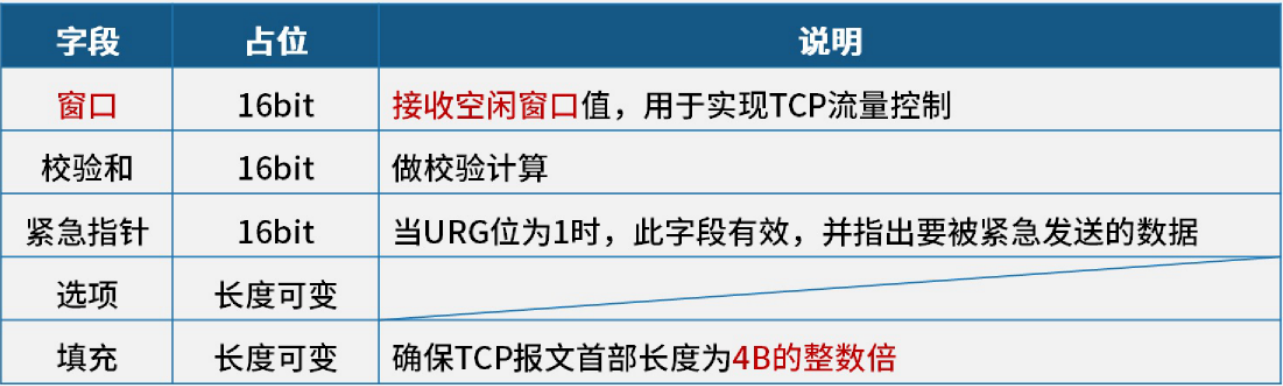 字段 占位 说明
窗口 16bit 接收空闲窗口值，用于实现TCP流量控制
校验和 16bit 做校验计算
紧急指针 16bit 当URG位为1时，此字段有效，并指出要被紧急发送的数据
选项 长度可变
填充 长度可变 确保TCP报文首部长度为4B的整数倍